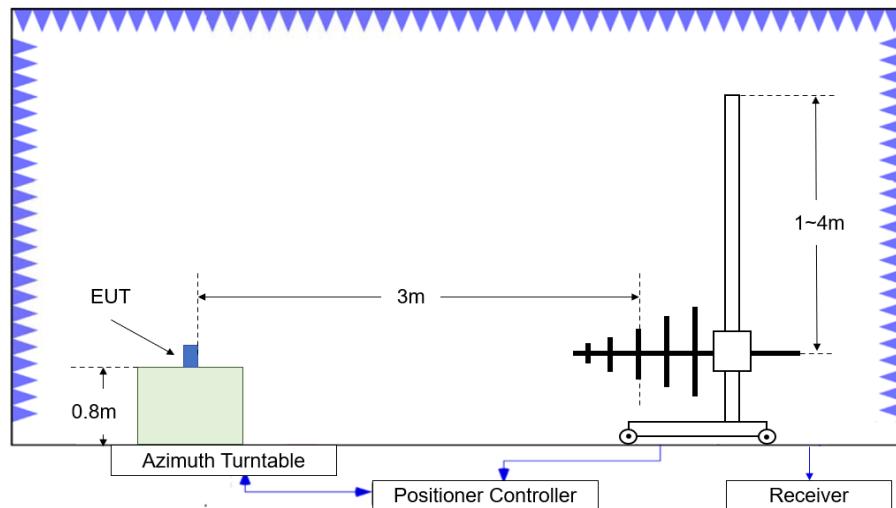 EUT
3m
1~4m
0.8m
Azimuth Turntable
Positioner Controller
Receiver